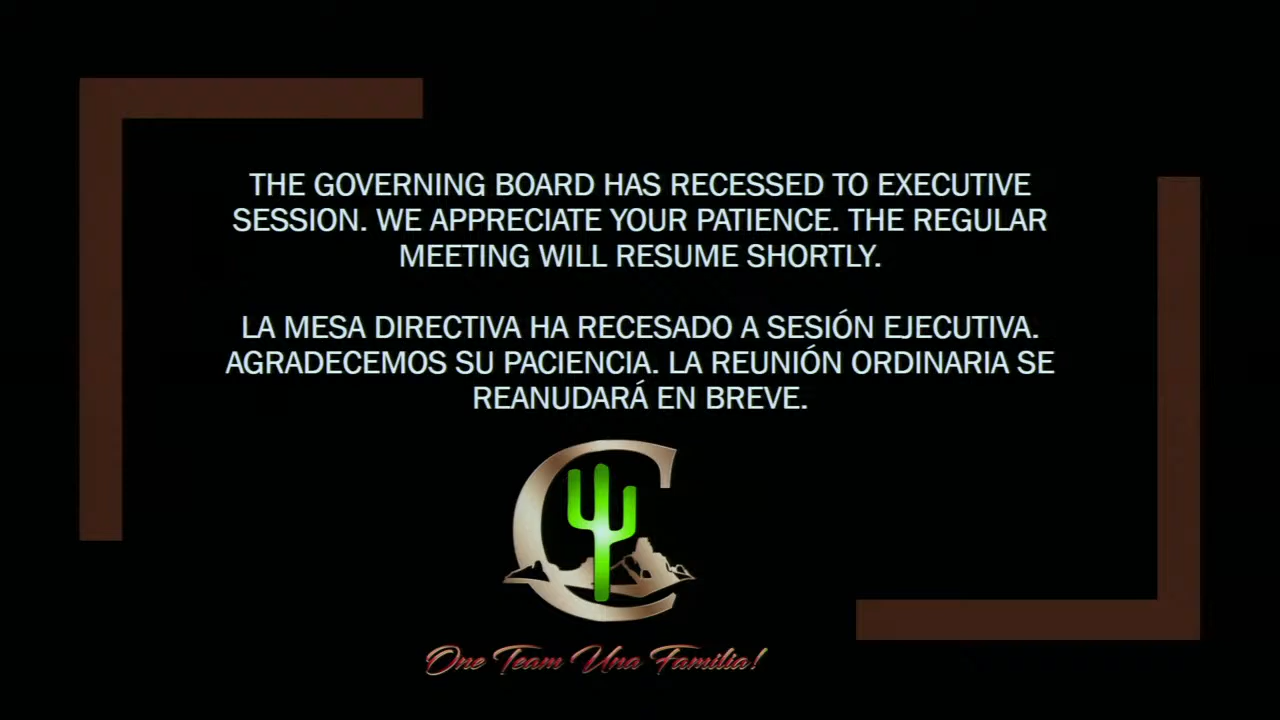 THE GOVERNING BOARD HAS RECESSED TO EXECUTIVE
SESSION. WE APPRECIATE YOUR PATIENCE. THE REGULAR
MEETING WILL RESUME SHORTLY.
LA MESA DIRECTIVA HA RECESADO A SESIÓN EJECUTIVA.
AGRADECEMOS SU PACIENCIA. LA REUNIÓN ORDINARIA SE
REANUDARÁ EN BREVE.
C
One Team Una Familia!